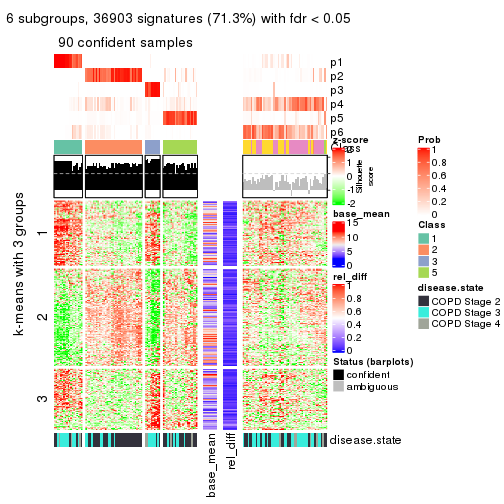 6 subgroups, 36903 signatures (71.3%) with fdr < 0.05
90 confident samples
p1
p2
p3
p4
p5
p6
Class
Silhouette
score
1
0
k-means with 3 groups
1
2
3
base_mean
rel_diff
disease.state
z-score
2
1
0
-1
-2
base_mean
15
10
5
0
rel_diff
1
0.8
0.6
0.4
0.2
0
Status (barplots)
confident
ambiguous
Prob
1
0.8
0.6
0.4
0.2
0
Class
1
2
3
5
disease.state
COPD Stage 2
COPD Stage 3
COPD Stage 4